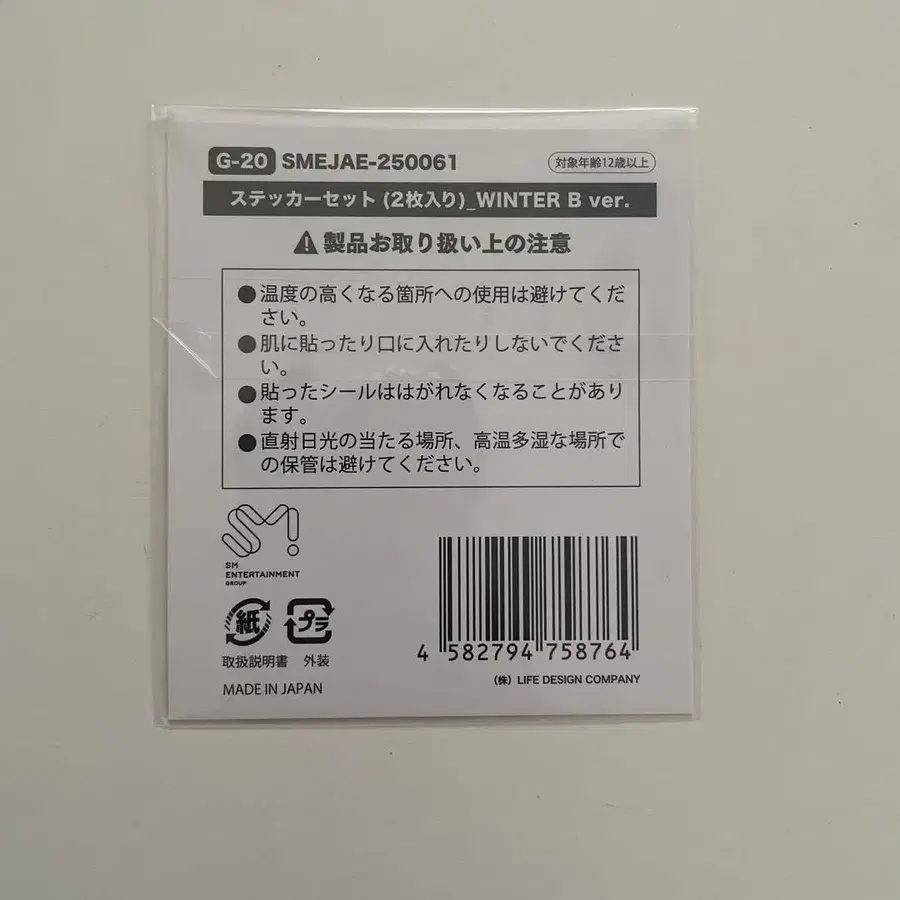 G-20 SMEJAE-250061 対象年齢12歳以上
ステッカーセット (2枚入り)_WINTER B ver.
製品お取り扱い上の注意
●温度の高くなる箇所への使用は避けてくだ
さい。
●肌に貼ったり口に入れたりしないでくださ
い。
●貼ったシールははがれなくなることがあり
ます。
●直射日光の当たる場所、高温多湿な場所で
の保管は避けてください。
SM
SM
ENTERTAINMENT
GROUP
紙 プラ
取扱説明書 外装
MADE IN JAPAN
4 582794 758764
(株) LIFE DESIGN COMPANY